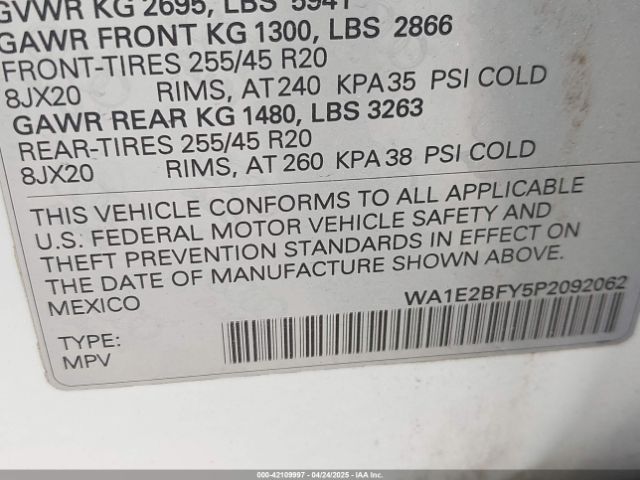 GVWR KG 2695, LBS 5941
GAWR FRONT KG 1300, LBS 2866
FRONT-TIRES 255/45 R20
8JX20 RIMS, AT 240 KPA 35 PSI COLD
GAWR REAR KG 1480, LBS 3263
REAR-TIRES 255/45 R20
8JX20 RIMS, AT 260 KPA 38 PSI COLD
THIS VEHICLE CONFORMS TO ALL APPLICABLE
U.S. FEDERAL MOTOR VEHICLE SAFETY AND
THEFT PREVENTION STANDARDS IN EFFECT ON
THE DATE OF MANUFACTURE SHOWN ABOVE.
MEXICO
WA1E2BFY5P2092062
TYPE:
MPV
000-42109997 - 04/24/2025 - IAA Inc.